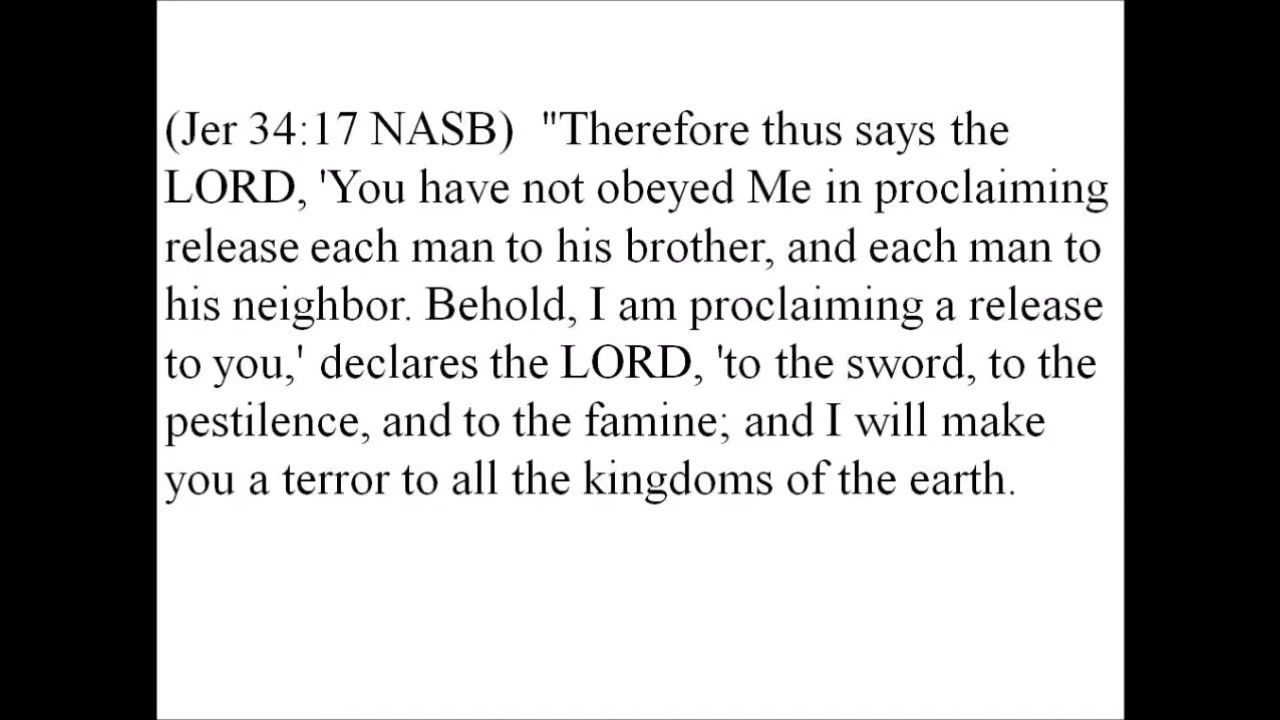 (Jer 34:17 NASB)  "Therefore thus says the
LORD, 'You have not obeyed Me in proclaiming
release each man to his brother, and each man to
his neighbor. Behold, I am proclaiming a release
to you,' declares the LORD, 'to the sword, to the
pestilence, and to the famine; and I will make
you a terror to all the kingdoms of the earth.